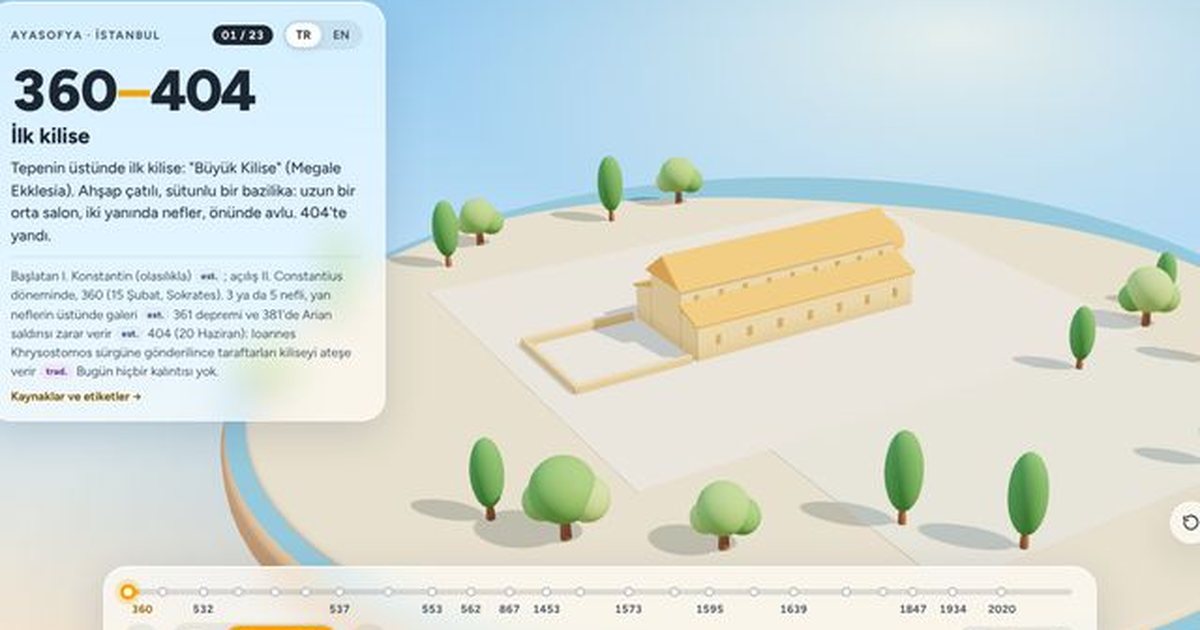 AYASOFYA · İSTANBUL
01 / 23
TR EN
360–404
İlk kilise
Tepenin üstünde ilk kilise: "Büyük Kilise" (Megale
Ekklesia). Ahşap çatılı, sütunlu bir bazilika: uzun bir
orta salon, iki yanında nefler, önünde avlu. 404'te
yandı.
Başlatan I. Konstantin (olasılıkla) est. ; açılış II. Constantius
döneminde, 360 (15 Şubat, Sokrates). 3 ya da 5 nefli, yan
neflerin üstünde galeri est. 361 depremi ve 381'de Arian
saldırısı zarar verir est. 404 (20 Haziran): Ioannes
Khrysostomos sürgüne gönderilince taraftarları kiliseyi ateşe
verir trad. Bugün hiçbir kalıntısı yok.
Kaynaklar ve etiketler →
360 532 537 553 562 867 1453 1573 1595 1639 1847 1934 2020